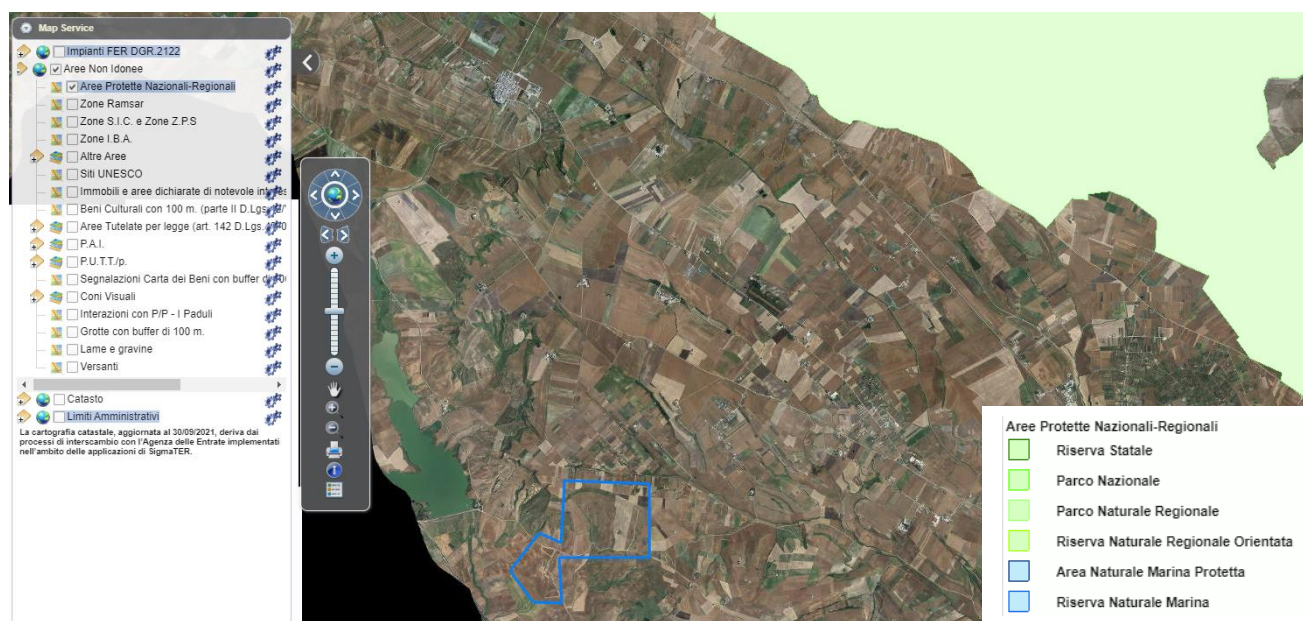 Map Service
Impianti FER DGR.2122
Aree Non Idonee
Aree Protette Nazionali-Regionali
Zone Ramsar
Zone S.I.C. e Zone Z.P.S
Zone I.B.A.
Altre Aree
Siti UNESCO
Immobili e aree dichiarate di notevole
Beni Culturali con 100 m. (parte II D.Lgs.
Aree Tutelate per legge (art. 142 D.Lgs.
P.A.I.
P.U.T.T./p.
Segnalazioni Carta dei Beni con buffer
Coni Visuali
Interazioni con P/P - I Paduli
Grotte con buffer di 100 m.
Lame e gravine
Versanti
Catasto
Limiti Amministrativi
La cartografia catastale, aggiornata al 30/09/2021, deriva dai
processi di interscambio con l'Agenzia delle Entrate implementati
nell'ambito delle applicazioni di SigmaTER.
Aree Protette Nazionali-Regionali
Riserva Statale
Parco Nazionale
Parco Naturale Regionale
Riserva Naturale Regionale Orientata
Area Naturale Marina Protetta
Riserva Naturale Marina